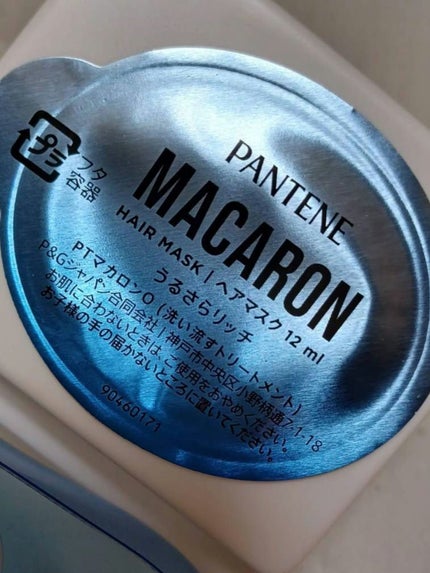 プラ
フタ
容器
PANTENE
MACARON
HAIR MASK | ヘアマスク 12 ml
うるさらリッチ
PTマカロンO (洗い流すトリートメント)
P&Gジャパン合同会社 | 神戸市中央区小野柄通7-1-18
お肌に合わないときは、ご使用をおやめください。
お子様の手の届かないところに置いてください。
90460171